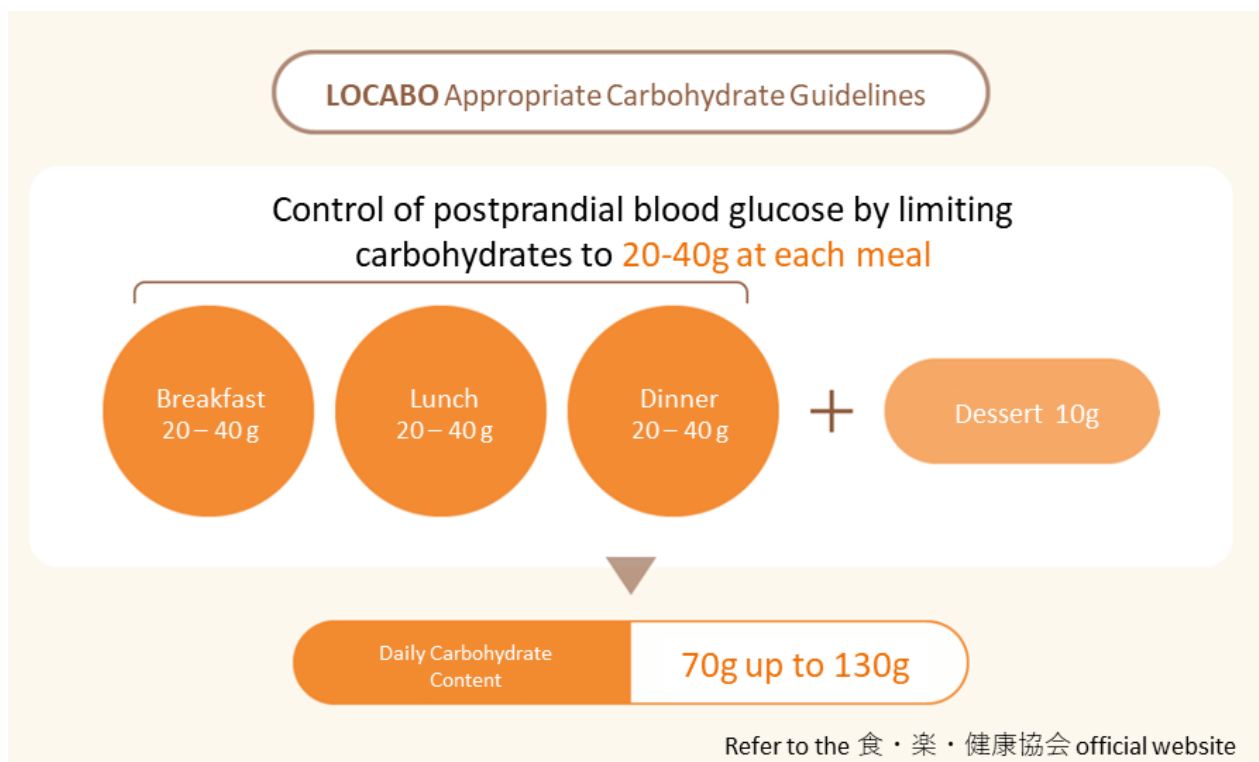 LOCABO Appropriate Carbohydrate Guidelines
Control of postprandial blood glucose by limiting
carbohydrates to 20-40g at each meal
Breakfast
20 – 40 g
Lunch
20 – 40 g
Dinner
20 – 40 g
+
Dessert 10g
Daily Carbohydrate
Content
70g up to 130g
Refer to the 食・楽・健康協会 official website